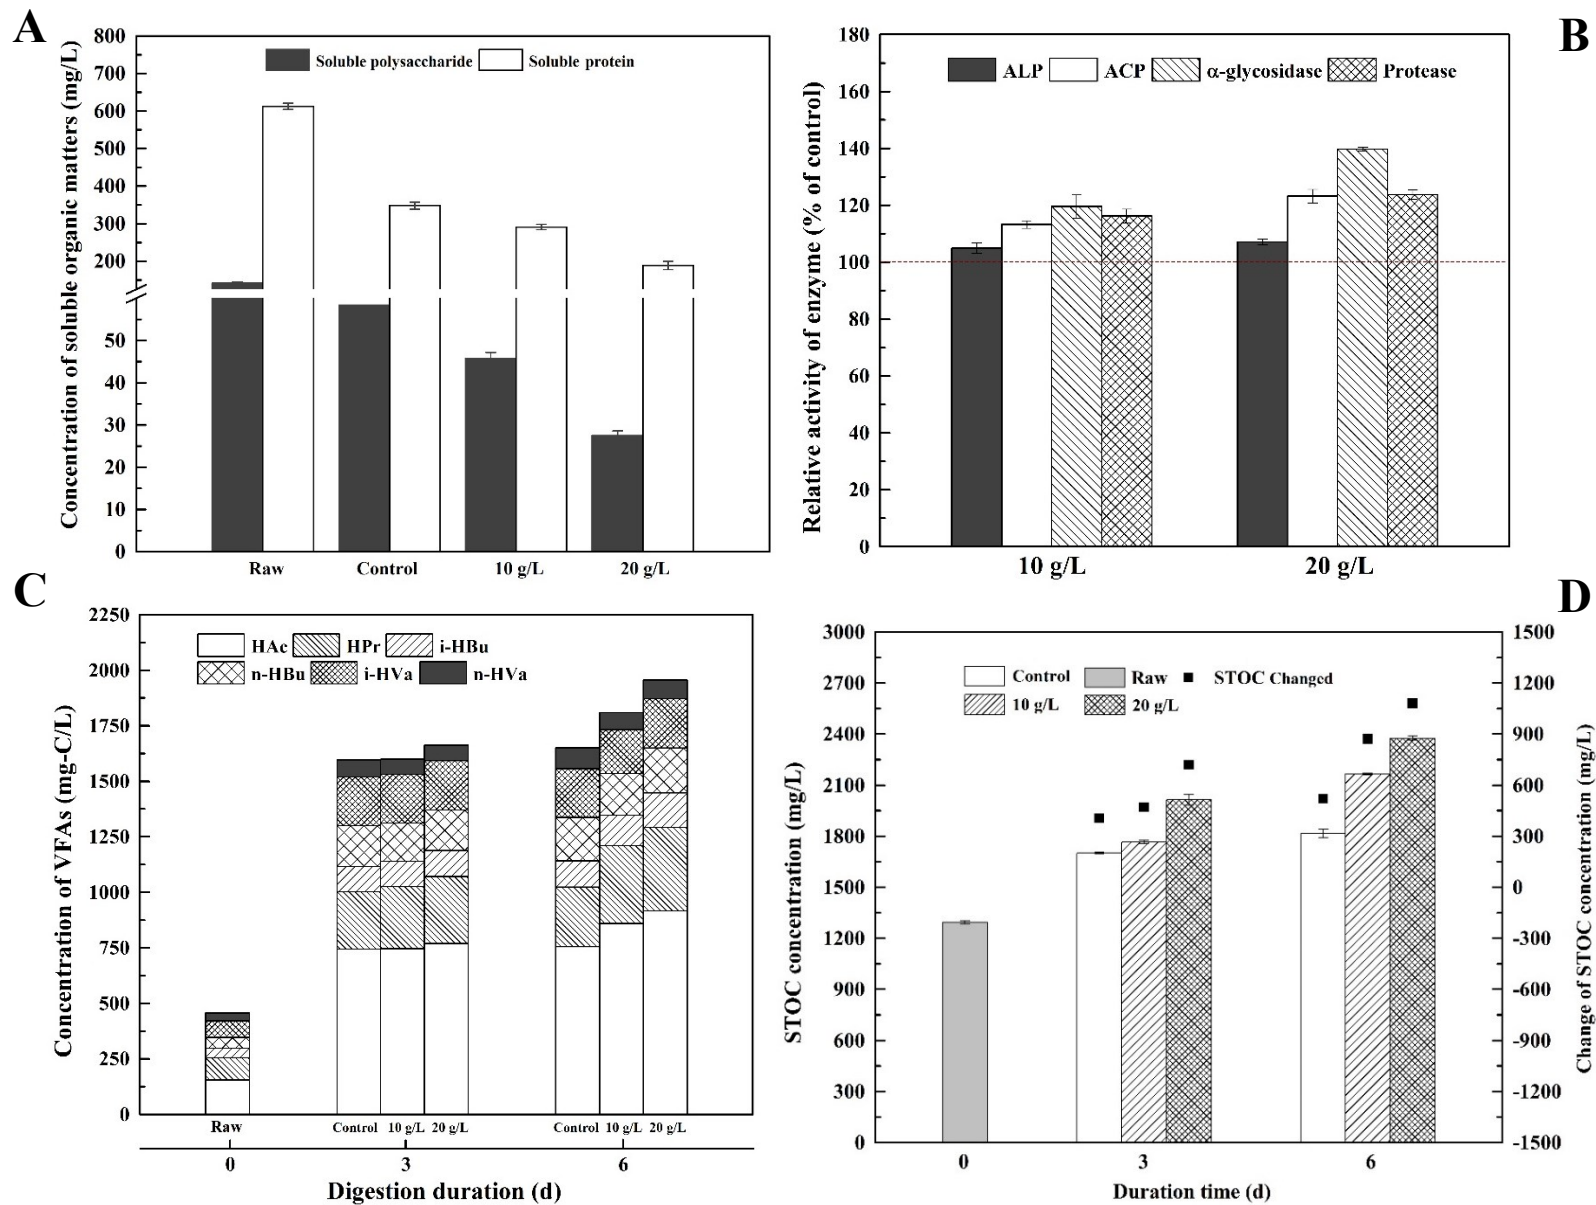 A
Concentration of soluble organic matters (mg/L)
800
700
600
500
400
300
200
50
40
30
20
10
0
Soluble polysaccharide
Soluble protein
Raw
Control
10 g/L
20 g/L
B
Relative activity of enzyme (% of control)
180
160
140
120
100
80
60
40
20
0
ALP
ACP
α-glycosidase
Protease
10 g/L
20 g/L
C
Concentration of VFAs (mg-C/L)
2250
2000
1750
1500
1250
1000
750
500
250
0
HAc
HPr
i-HBu
n-HBu
i-HVa
n-HVa
Raw
Control
10 g/L
20 g/L
Control
10 g/L
20 g/L
0
3
6
Digestion duration (d)
D
STOC concentration (mg/L)
3000
2700
2400
2100
1800
1500
1200
900
600
300
0
Control
Raw
STOC Changed
10 g/L
20 g/L
1500
1200
900
600
300
0
-300
-600
-900
-1200
-1500
Change of STOC concentration (mg/L)
0
3
6
Duration time (d)